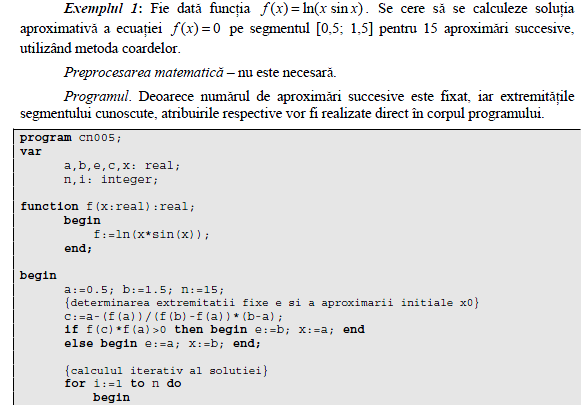 Exemplul 1: Fie dată funcția f(x)=ln(x sin x). Se cere să se calculeze soluția
aproximativă a ecuației f(x)=0 pe segmentul [0,5; 1,5] pentru 15 aproximări succesive,
utilizând metoda coardelor.
Preprocesarea matematică – nu este necesară.
Programul. Deoarece numărul de aproximări succesive este fixat, iar extremitățile
segmentului cunoscute, atribuirile respective vor fi realizate direct în corpul programului.
program cn005;
var
a,b,e,c,x: real;
n,i: integer;
function f(x:real):real;
begin
f:=ln(x*sin(x));
end;
begin
a:=0.5; b:=1.5; n:=15;
{determinarea extremitatii fixe e si a aproximarii initiale x0}
c:=a-(f(a))/(f(b)-f(a))*(b-a);
if f(c)*f(a)>0 then begin e:=b; x:=a; end
else begin e:=a; x:=b; end;
{calculul iterativ al solutiei}
for i:=1 to n do
begin